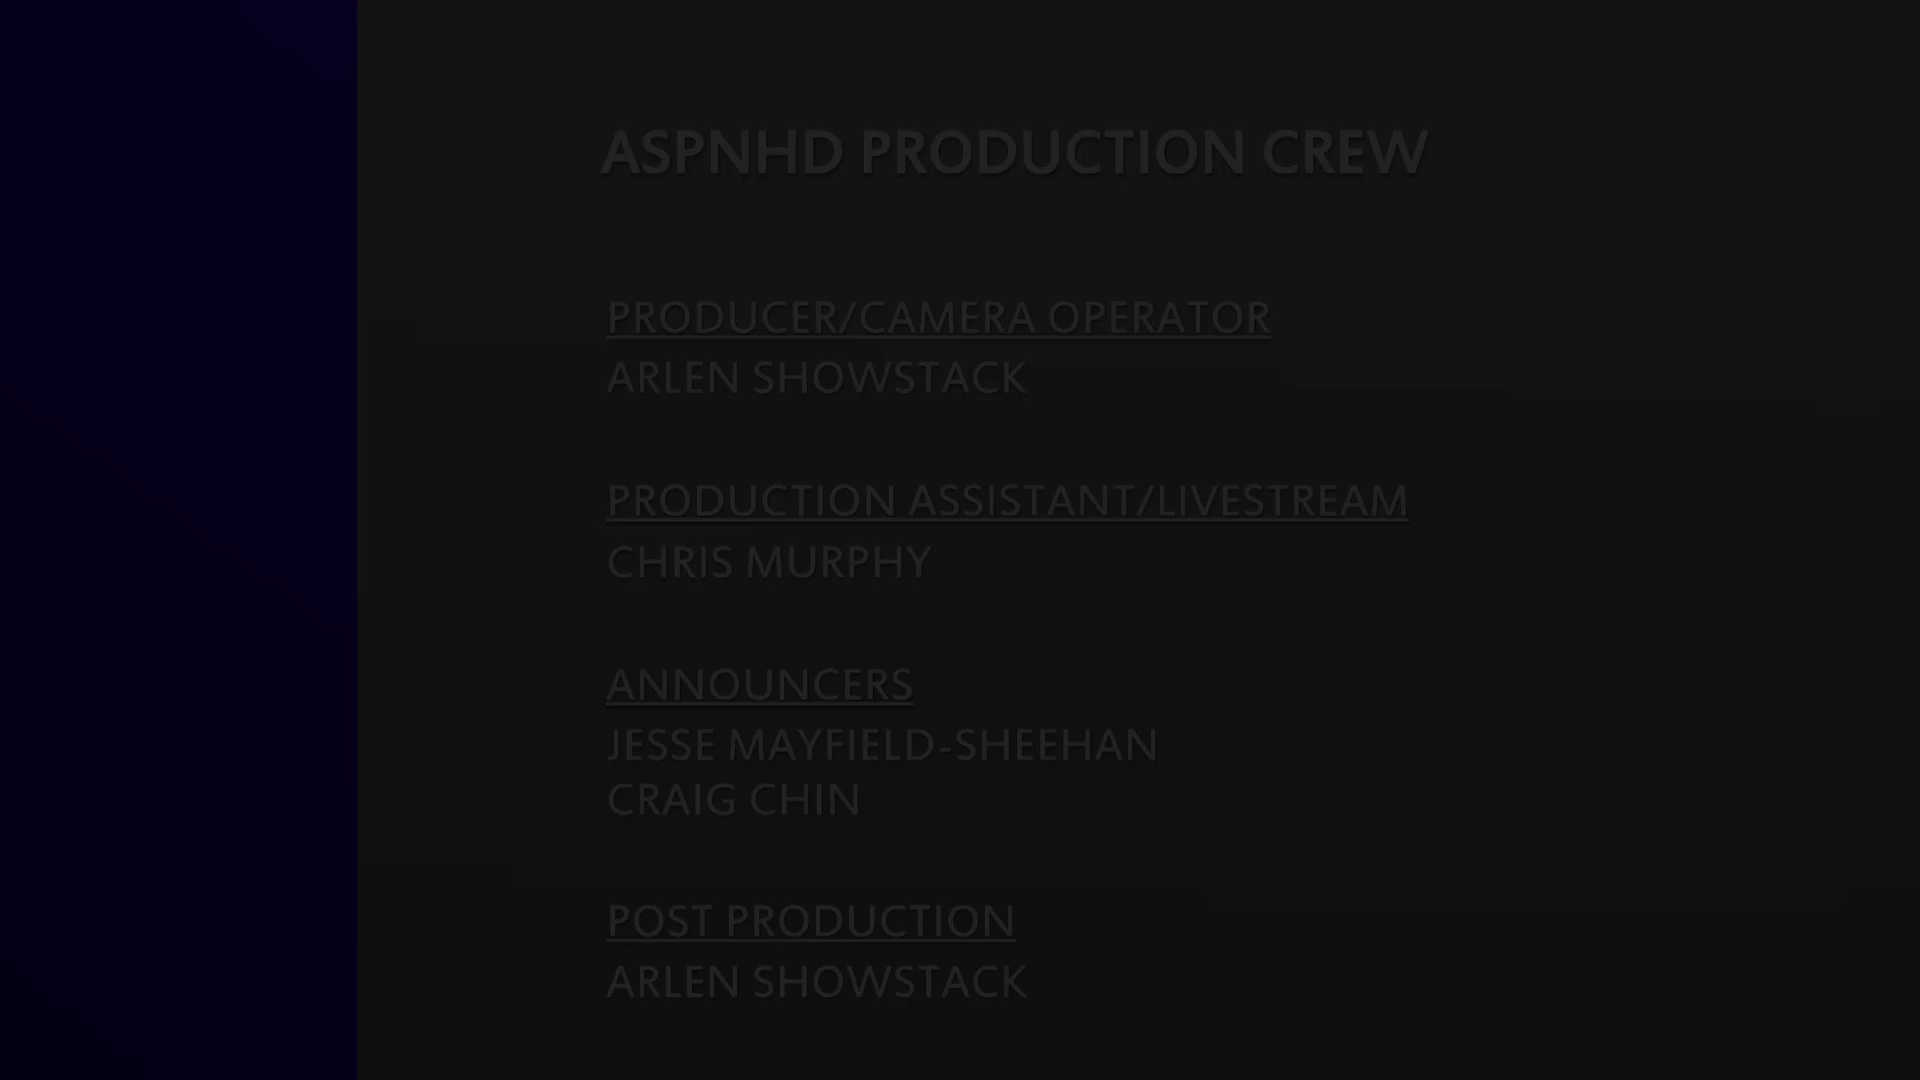 ASPNHD PRODUCTION CREW
PRODUCER/CAMERA OPERATOR
ARLEN SHOWSTACK
PRODUCTION ASSISTANT/LIVESTREAM
CHRIS MURPHY
ANNOUNCERS
JESSE MAYFIELD-SHEEHAN
CRAIG CHIN
POST PRODUCTION
ARLEN SHOWSTACK